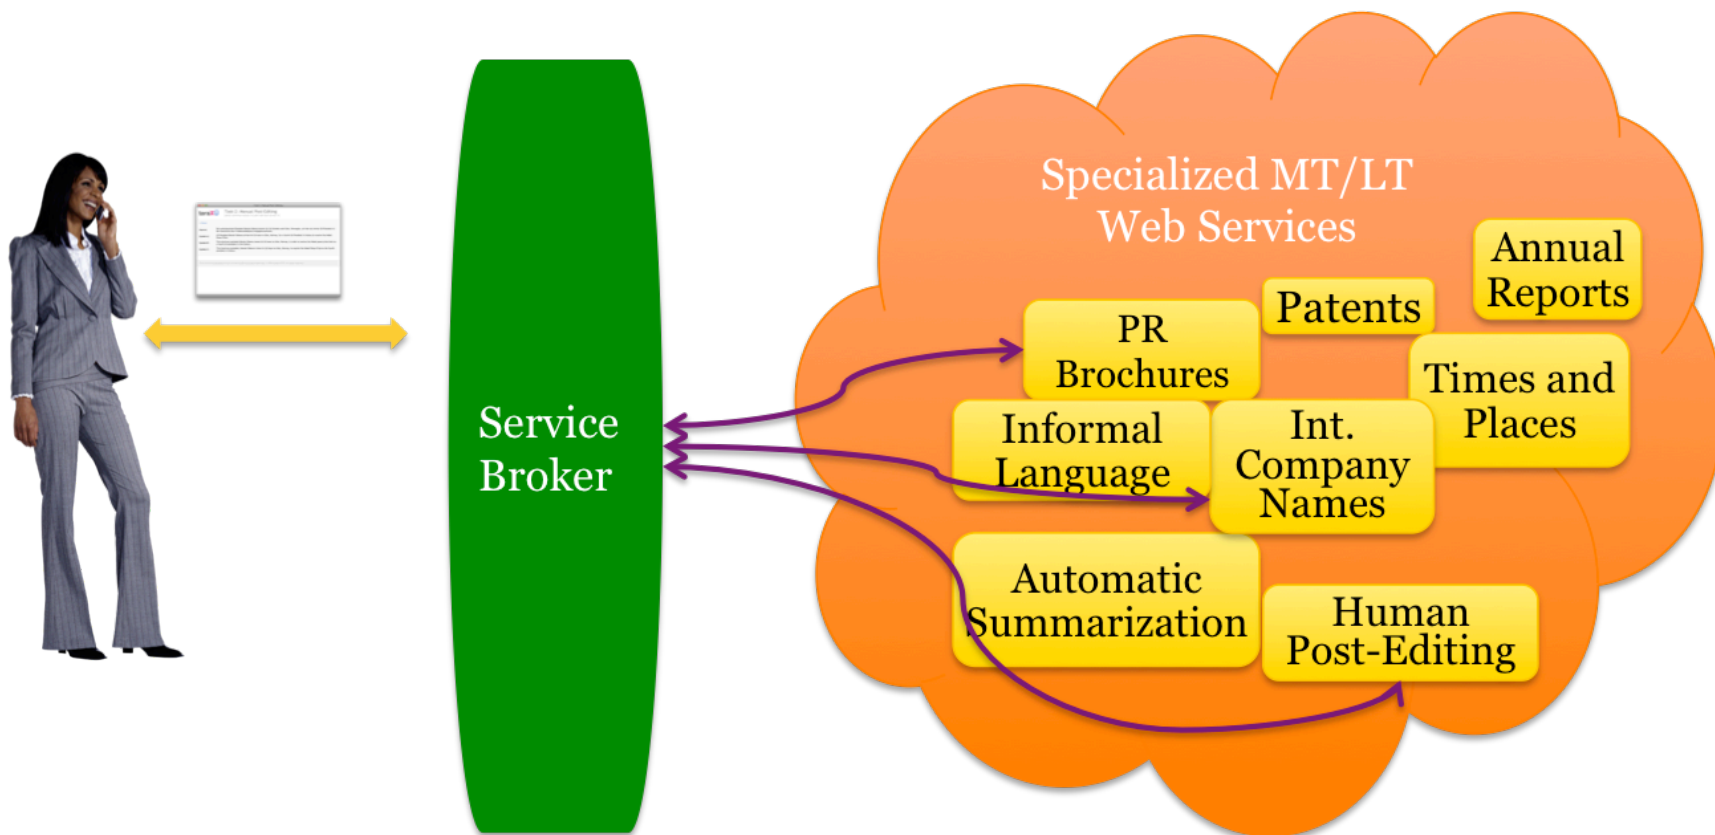 Service
Broker
Specialized MT/LT
Web Services
Annual
Reports
Patents
PR
Brochures
Times and
Places
Informal
Language
Int.
Company
Names
Automatic
Summarization
Human
Post-Editing